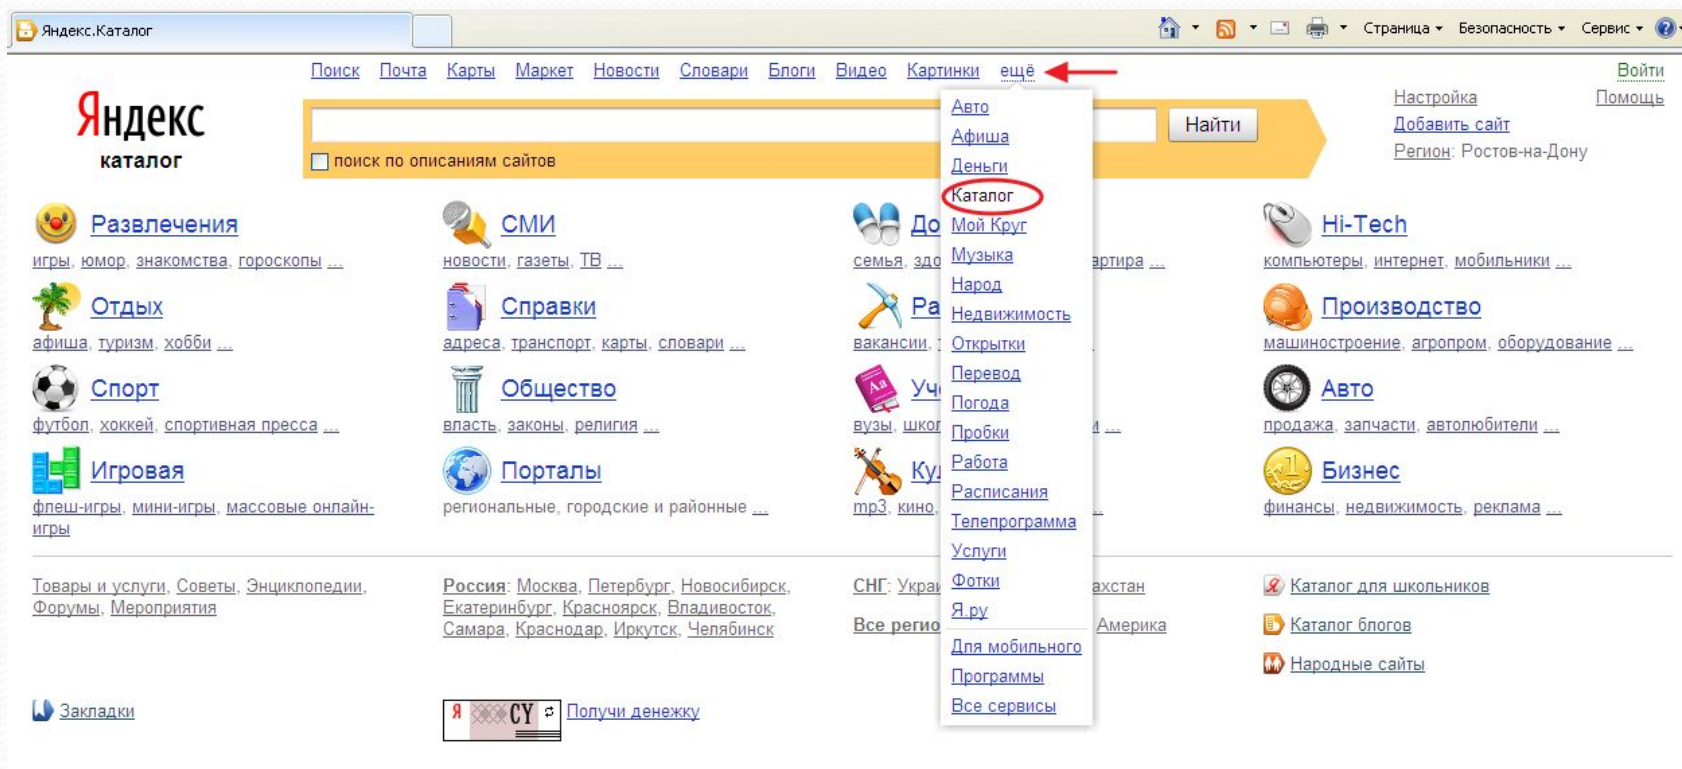 Яндекс.Каталог
Страница Безопасность Сервис
Поиск Почта Карты Маркет Новости Словари Блоги Видео Картинки ещё
Войти
Настройка Помощь
Добавить сайт
Регион: Ростов-на-Дону
Яндекс
каталог
Найти
поиск по описаниям сайтов
Авто
Афиша
Деньги
Каталог
Мой Круг
Музыка
Народ
Недвижимость
Открытки
Перевод
Погода
Пробки
Работа
Расписания
Телепрограмма
Услуги
Фотки
Я.ру
Для мобильного
Программы
Все сервисы
Развлечения
игры, юмор, знакомства, гороскопы ...
СМИ
новости, газеты, ТВ ...
семья,
...
Hi-Tech
компьютеры, интернет, мобильники ...
Отдых
афиша, туризм, хобби ...
Справки
адреса, транспорт, карты, словари ...
вакансии,
Производство
машиностроение, агропром, оборудование ...
Спорт
футбол, хоккей, спортивная пресса ...
Общество
власть, законы, религия ...
вузы,
...
Авто
продажа, запчасти, автолюбители ...
Игровая
флеш-игры, мини-игры, массовые онлайн-
игры
Порталы
региональные, городские и районные ...
mp3, кино,
Бизнес
финансы, недвижимость, реклама ...
Товары и услуги, Советы, Энциклопедии,
Форумы, Мероприятия
Россия: Москва, Петербург, Новосибирск,
Екатеринбург, Красноярск, Владивосток,
Самара, Краснодар, Иркутск, Челябинск
СНГ:
Все
Америка
Каталог для школьников
Каталог блогов
Народные сайты
Закладки
Я CY
Получи денежку